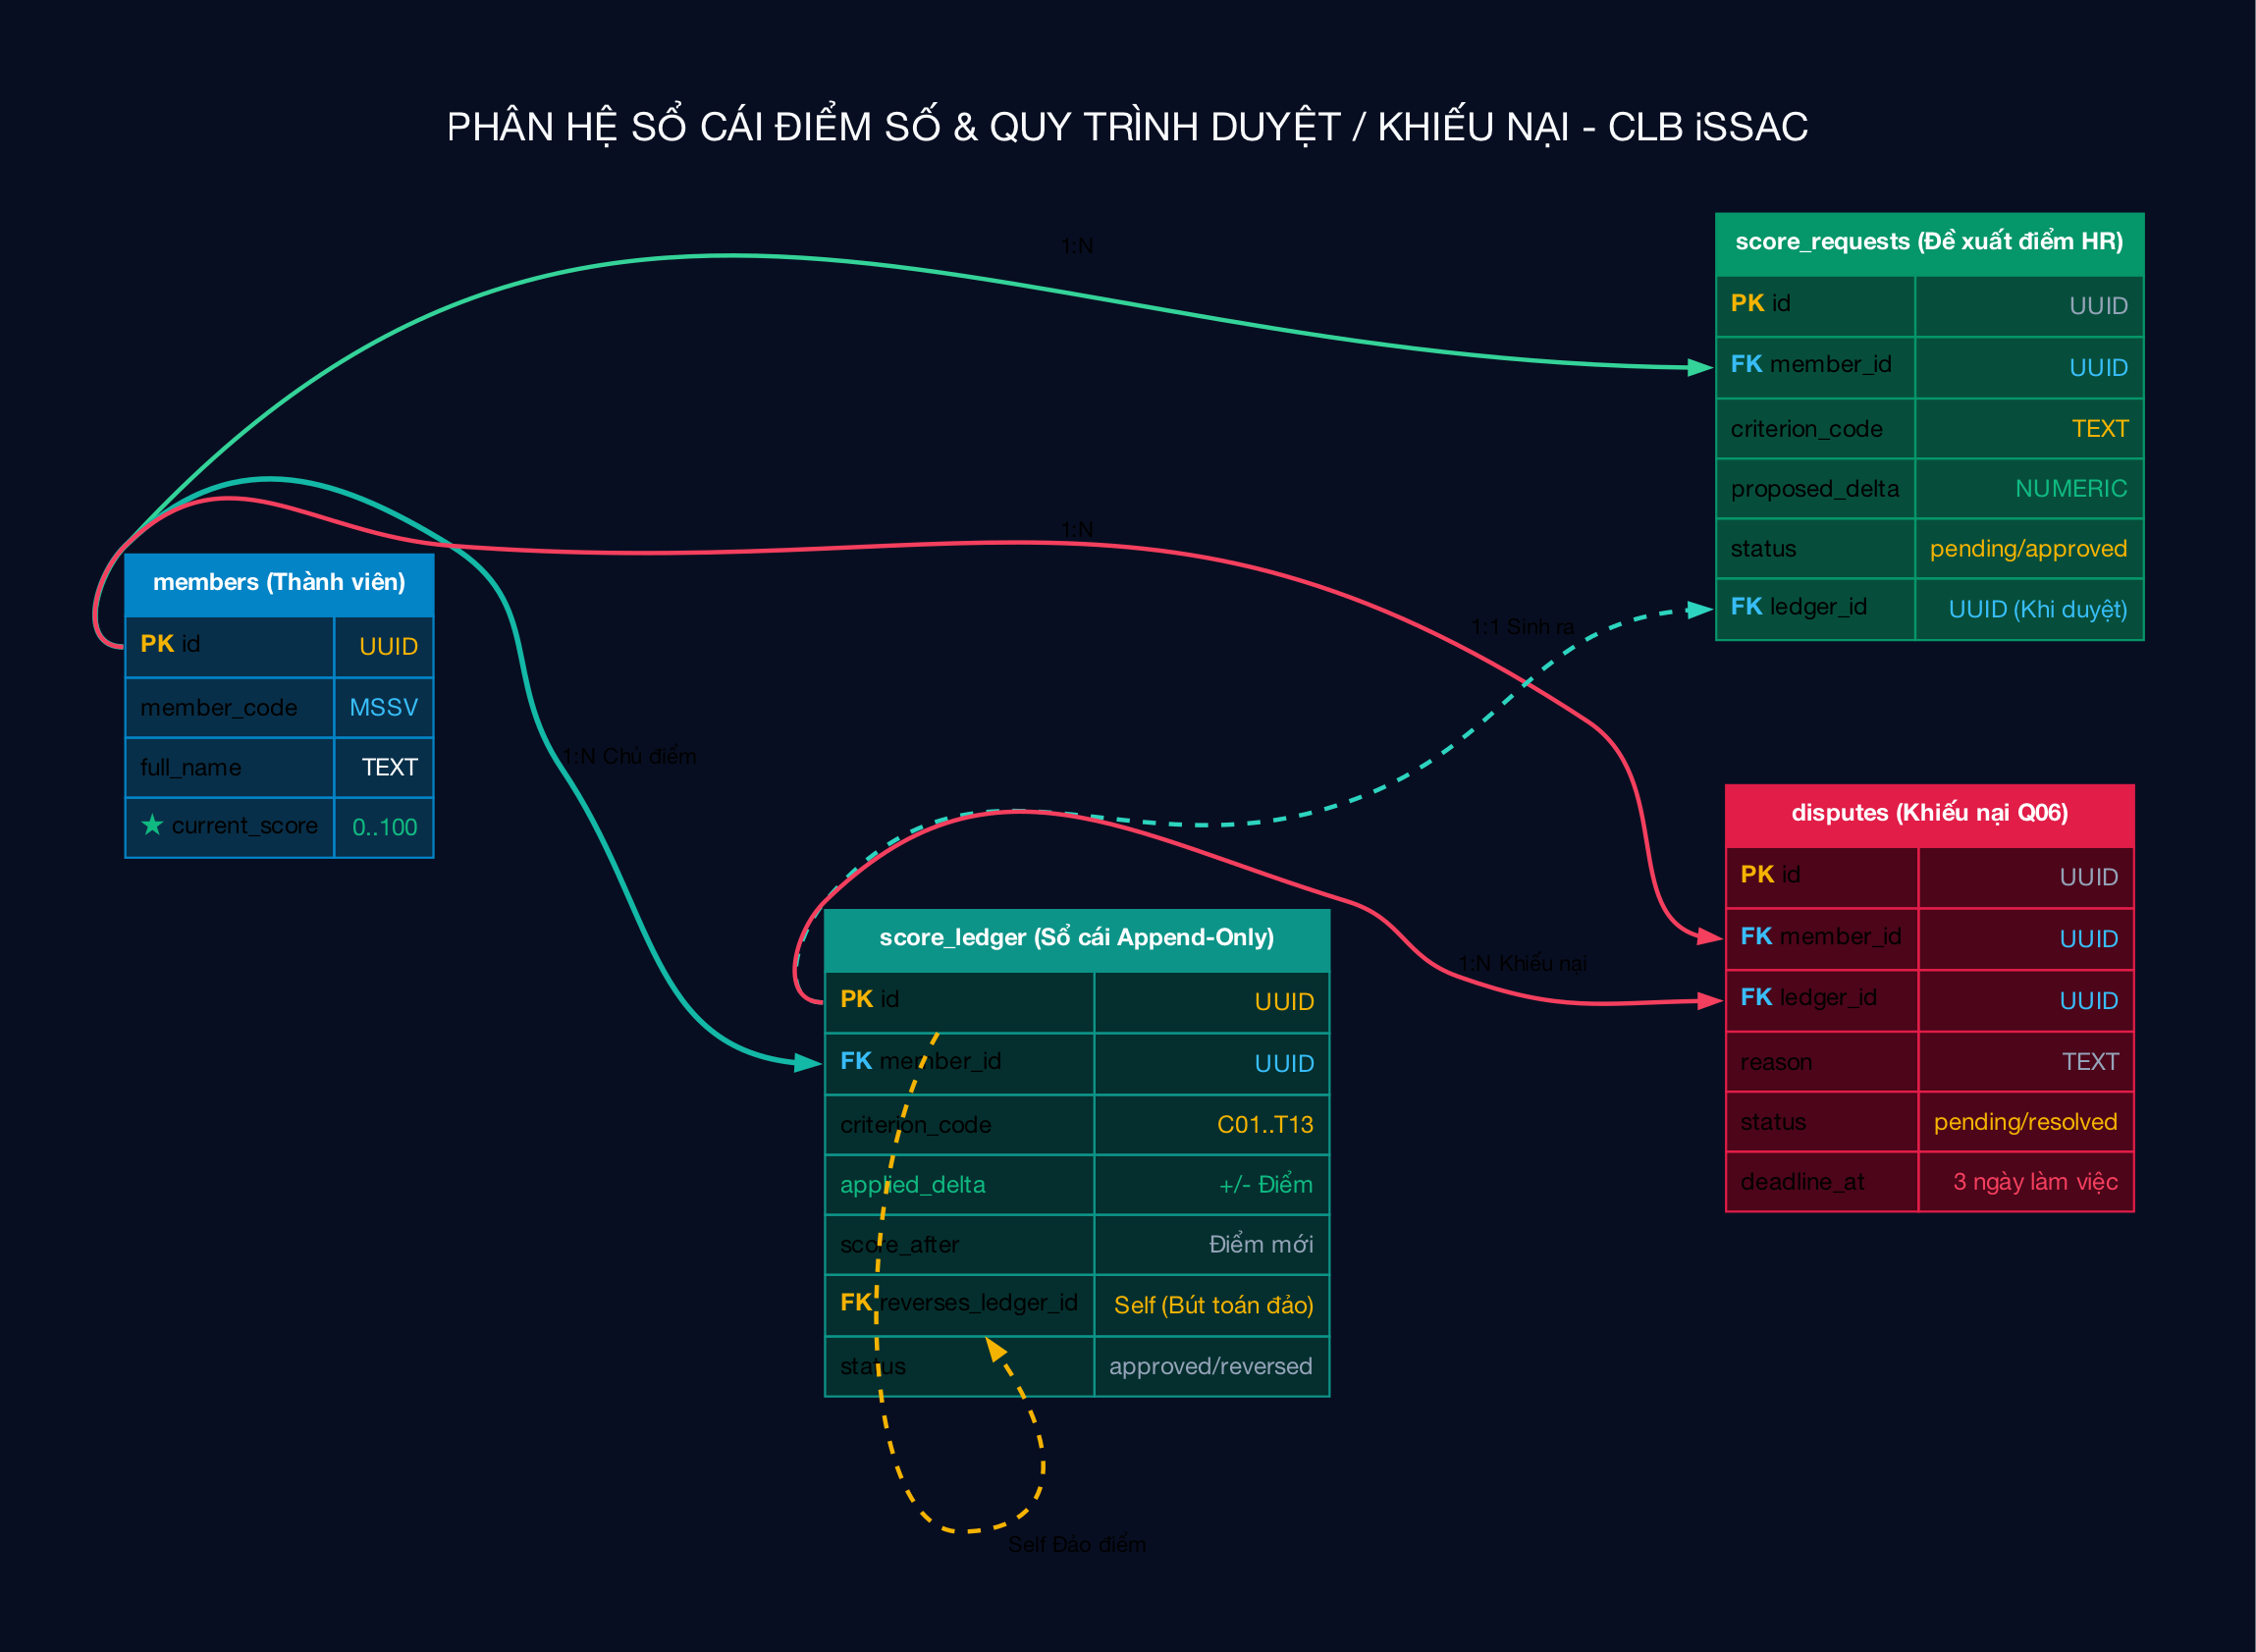 PHÂN HỆ SỔ CÁI ĐIỂM SỐ & QUY TRÌNH DUYỆT / KHIẾU NẠI - CLB iSSAC
1:N
score_requests (Đề xuất điểm HR)
PK id UUID
FK member_id UUID
criterion_code TEXT
proposed_delta NUMERIC
status pending/approved
FK ledger_id UUID (Khi duyệt)
1:N
1:1 Sinh ra
members (Thành viên)
PK id UUID
member_code MSSV
full_name TEXT
★ current_score 0..100
1:N Chủ điểm
disputes (Khiếu nại Q06)
PK id UUID
FK member_id UUID
FK ledger_id UUID
reason TEXT
status pending/resolved
deadline_at 3 ngày làm việc
1:N Khiếu nại
score_ledger (Sổ cái Append-Only)
PK id UUID
FK member_id UUID
criterion_code C01..T13
applied_delta +/- Điểm
score_after Điểm mới
FK reverses_ledger_id Self (Bút toán đảo)
status approved/reversed
Self Đảo điểm